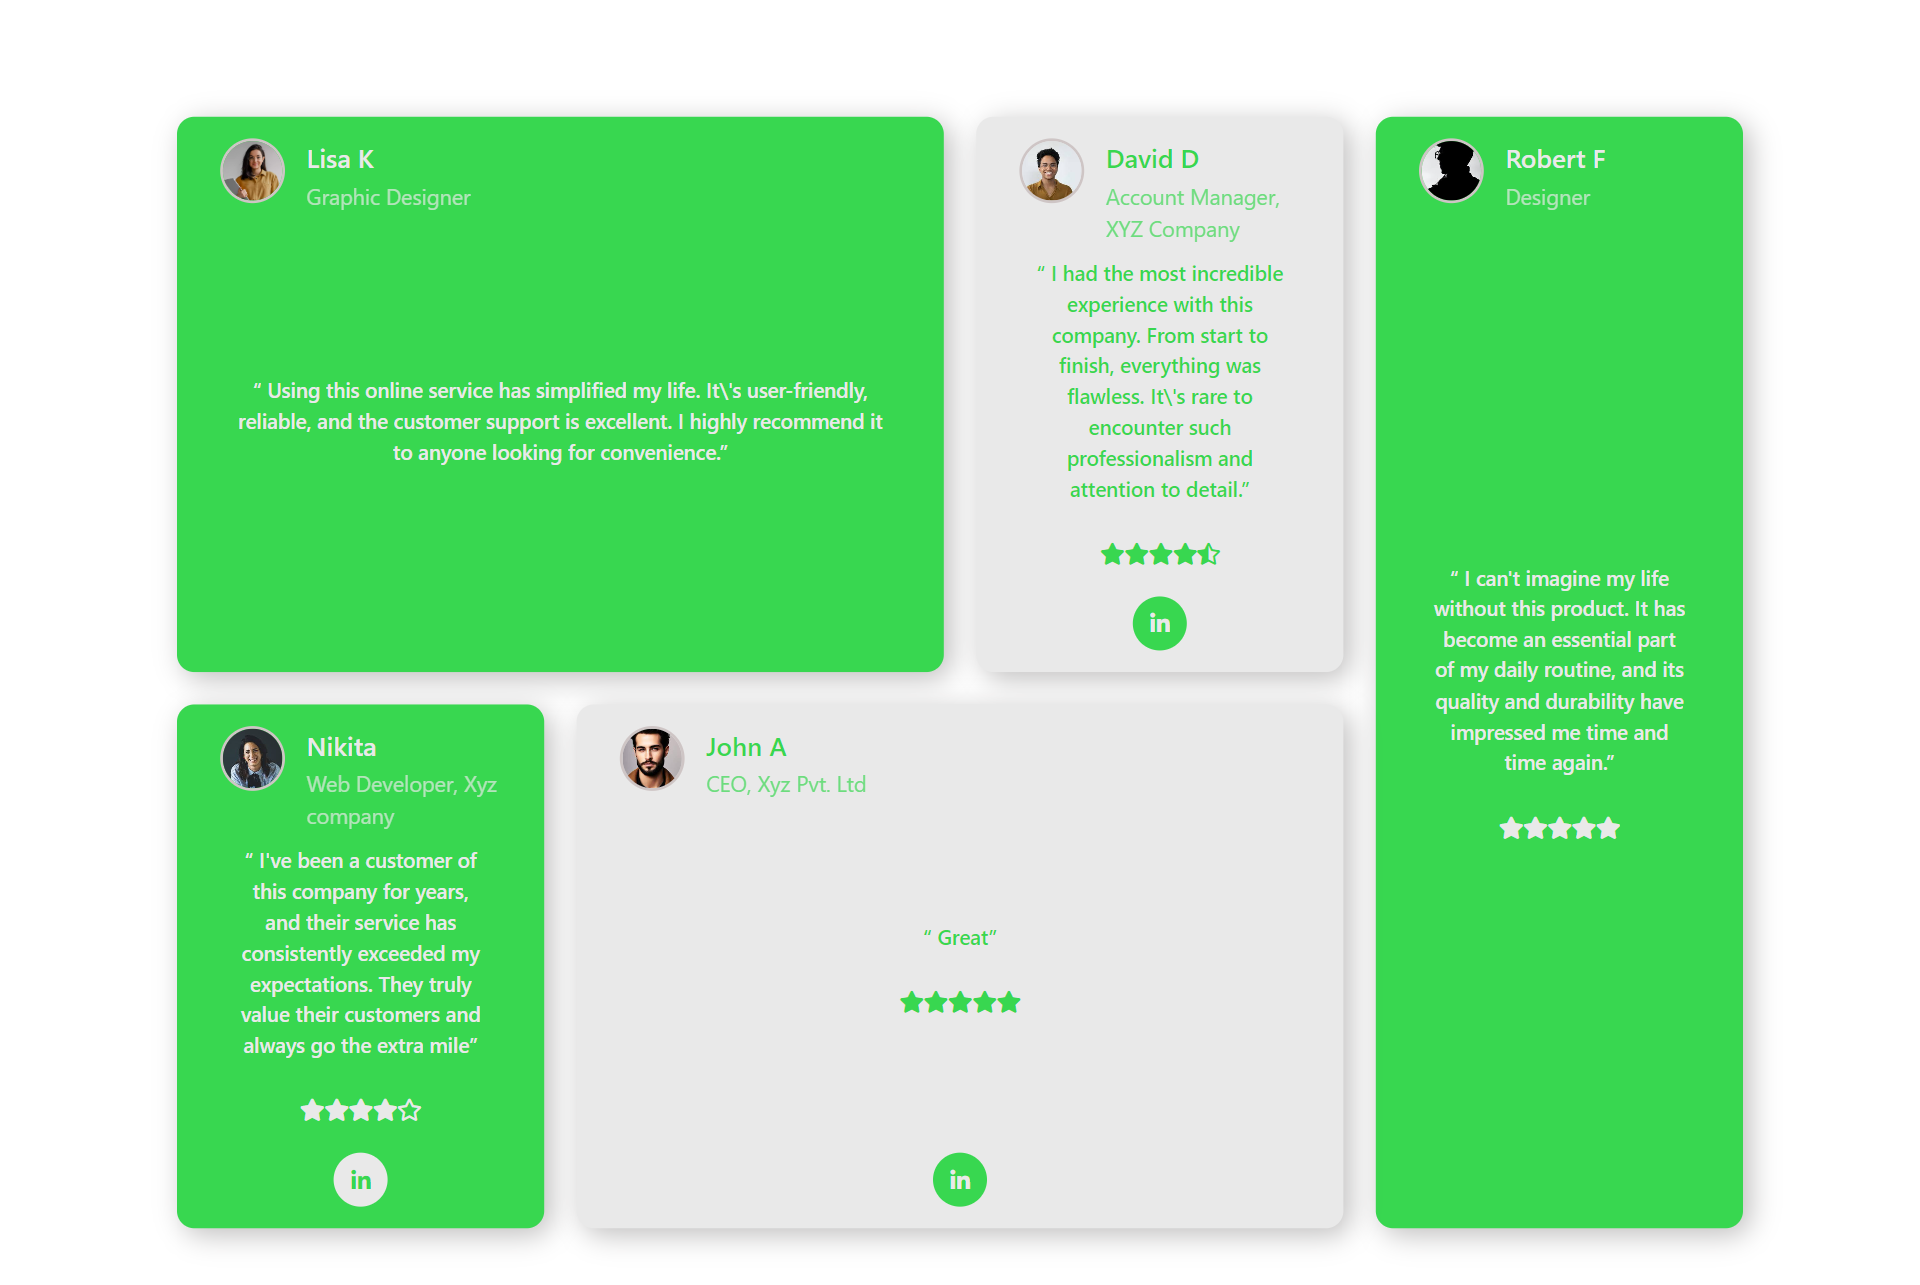 Lisa K
Graphic Designer
“ Using this online service has simplified my life. It\'s user-friendly,
reliable, and the customer support is excellent. I highly recommend it
to anyone looking for convenience.”
David D
Account Manager,
XYZ Company
“ I had the most incredible
experience with this
company. From start to
finish, everything was
flawless. It\'s rare to
encounter such
professionalism and
attention to detail.”
in
Robert F
Designer
“ I can't imagine my life
without this product. It has
become an essential part
of my daily routine, and its
quality and durability have
impressed me time and
time again.”
Nikita
Web Developer, Xyz
company
“ I've been a customer of
this company for years,
and their service has
consistently exceeded my
expectations. They truly
value their customers and
always go the extra mile”
in
John A
CEO, Xyz Pvt. Ltd
“ Great”
in